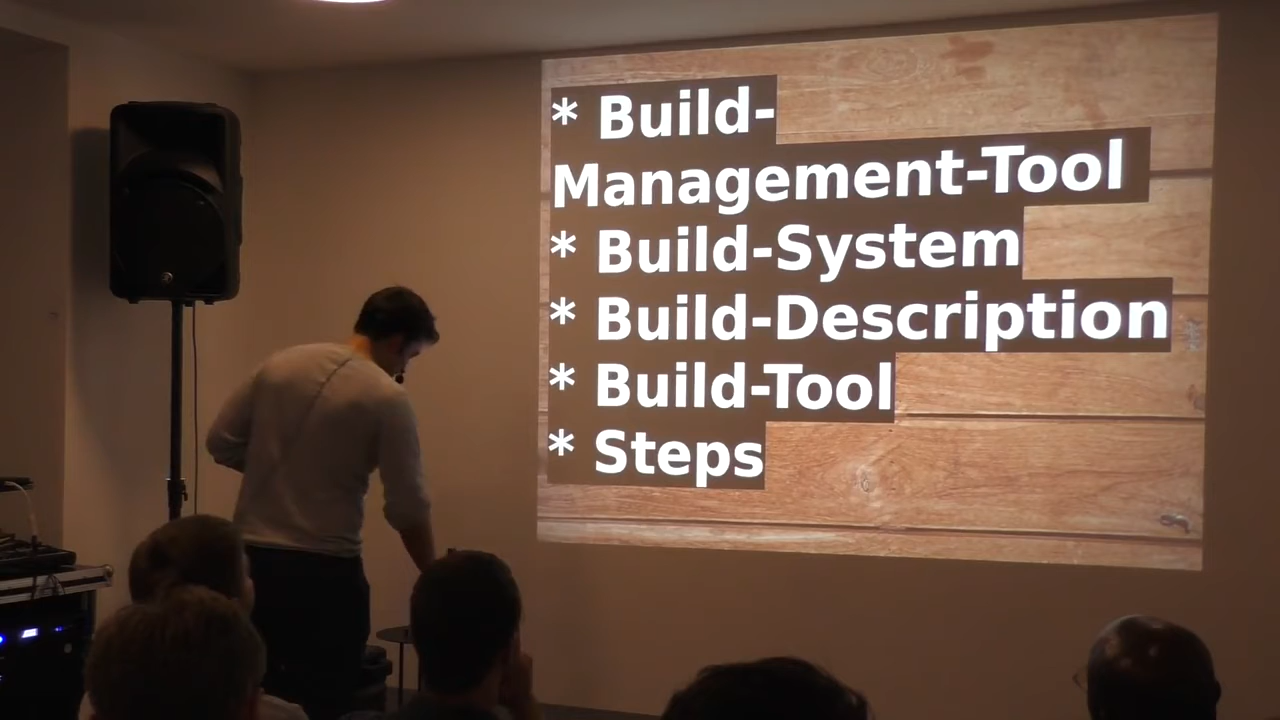 * Build-
Management-Tool
* Build-System
* Build-Description
* Build-Tool
* Steps